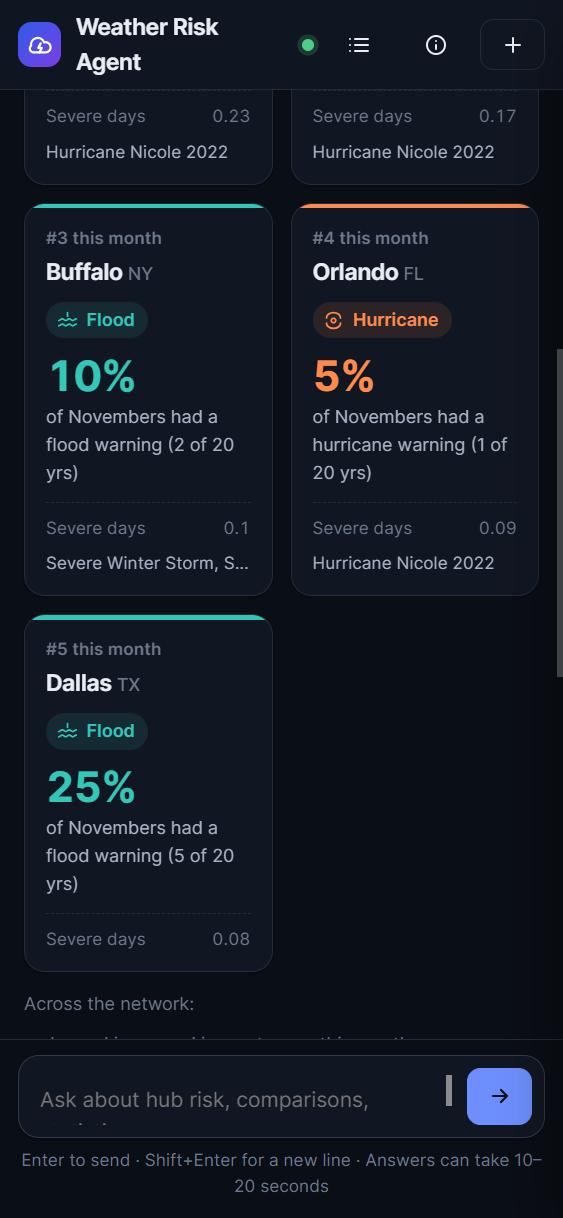 Weather Risk
Agent
Severe days 0.23
Hurricane Nicole 2022
Severe days 0.17
Hurricane Nicole 2022
#3 this month
Buffalo NY
Flood
10%
of Novembers had a
flood warning (2 of 20
yrs)
Severe days 0.1
Severe Winter Storm, S...
#4 this month
Orlando FL
Hurricane
5%
of Novembers had a
hurricane warning (1 of
20 yrs)
Severe days 0.09
Hurricane Nicole 2022
#5 this month
Dallas TX
Flood
25%
of Novembers had a
flood warning (5 of 20
yrs)
Severe days 0.08
Across the network:
Ask about hub risk, comparisons,
Enter to send · Shift+Enter for a new line · Answers can take 10–
20 seconds